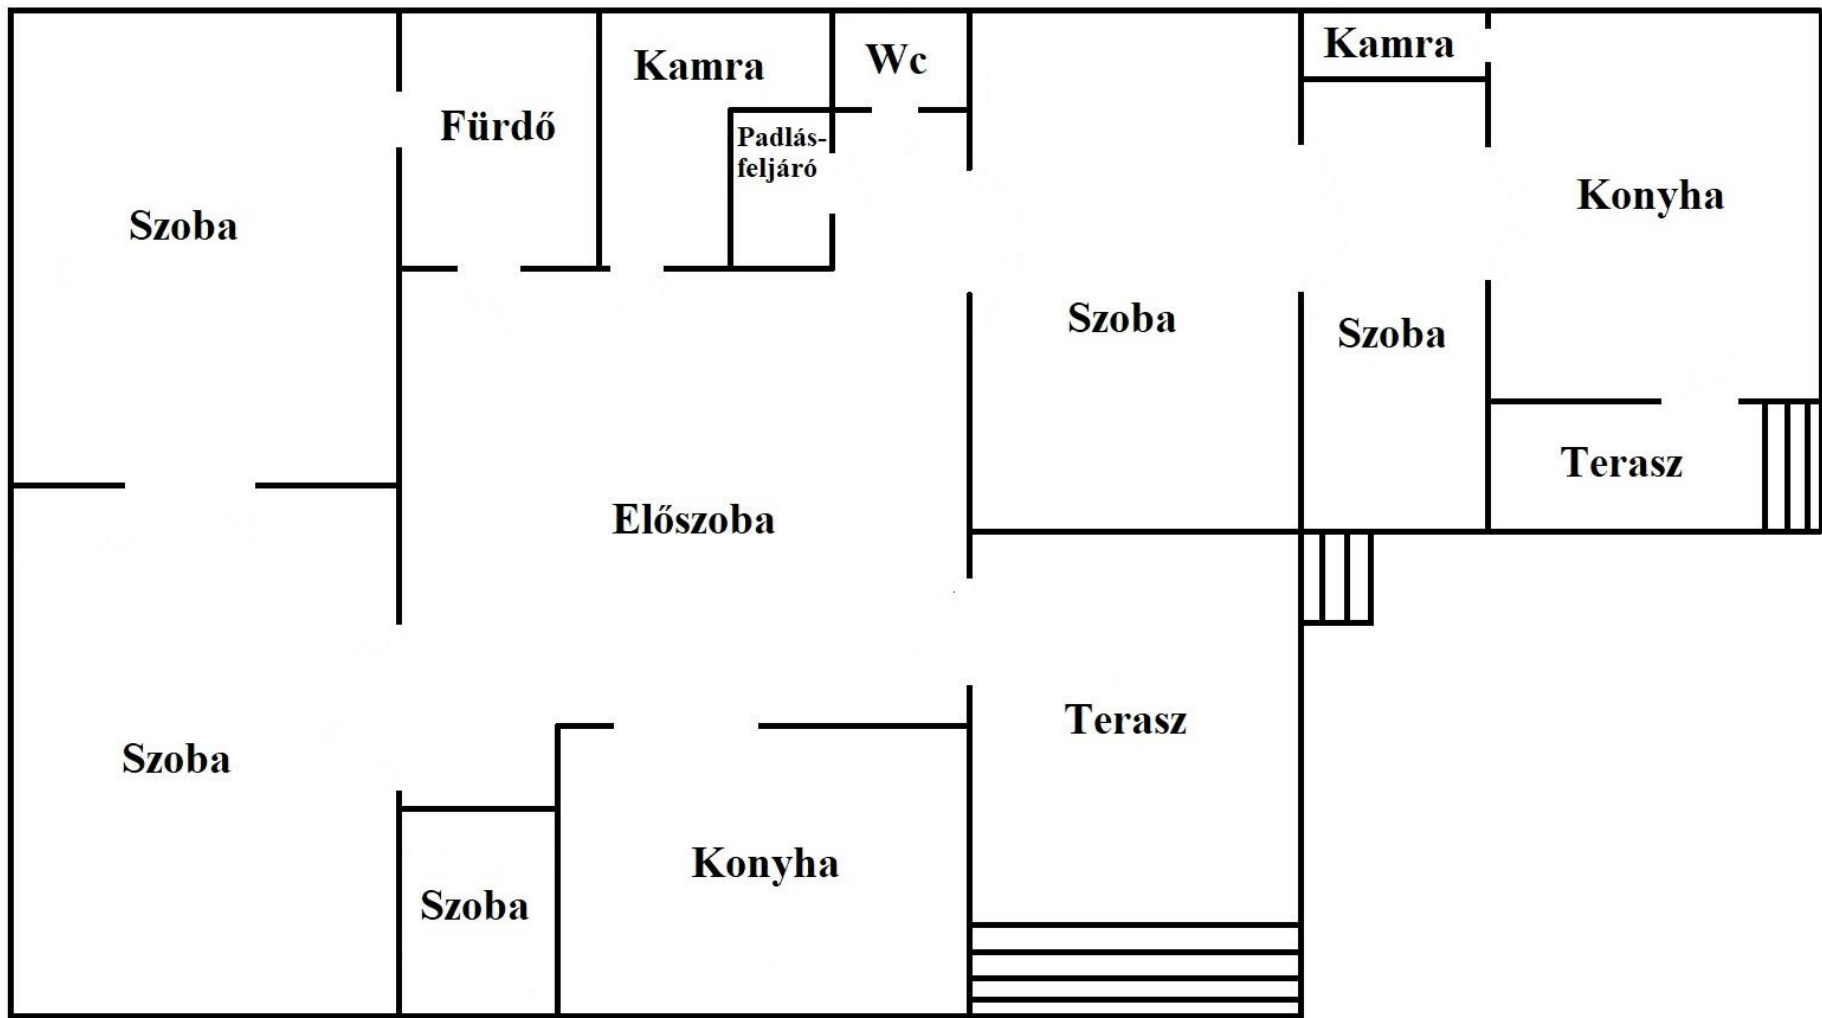 Kamra
Wc
Kamra
Fürdő
Padlás-
feljáró
Szoba
Konyha
Szoba
Szoba
Terasz
Előszoba
Szoba
Terasz
Szoba
Konyha